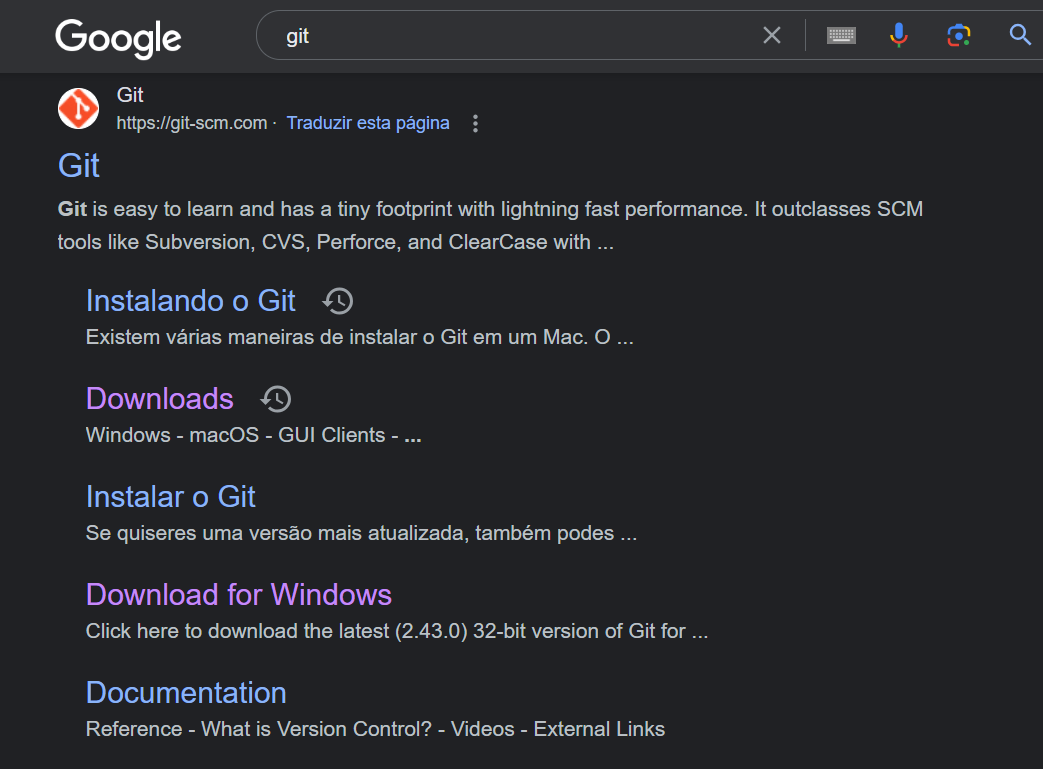 Google
git
Git
https://git-scm.com · Traduzir esta página
Git
Git is easy to learn and has a tiny footprint with lightning fast performance. It outclasses SCM
tools like Subversion, CVS, Perforce, and ClearCase with ...
Instalando o Git
Existem várias maneiras de instalar o Git em um Mac. O ...
Downloads
Windows - macOS - GUI Clients - ...
Instalar o Git
Se quiseres uma versão mais atualizada, também podes ...
Download for Windows
Click here to download the latest (2.43.0) 32-bit version of Git for ...
Documentation
Reference - What is Version Control? - Videos - External Links